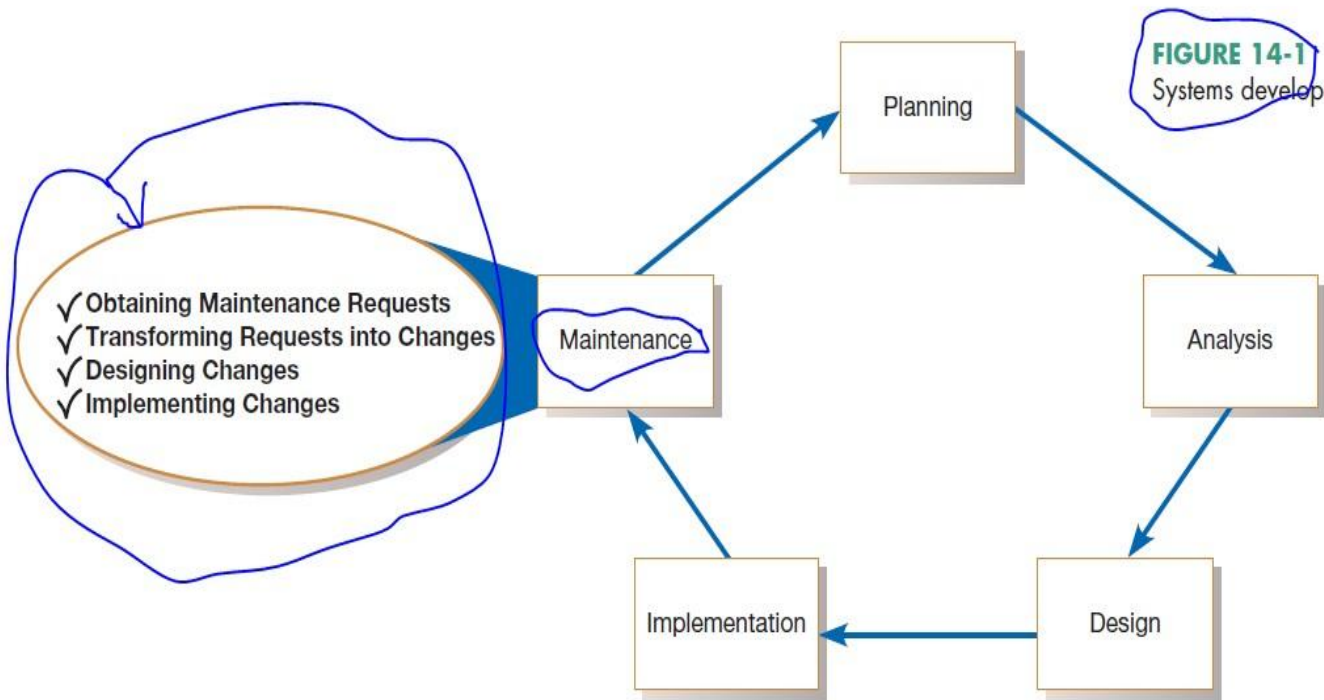 FIGURE 14-1
Systems develop
Planning
✓ Obtaining Maintenance Requests
✓ Transforming Requests into Changes
✓ Designing Changes
✓ Implementing Changes
Maintenance
Analysis
Implementation
Design